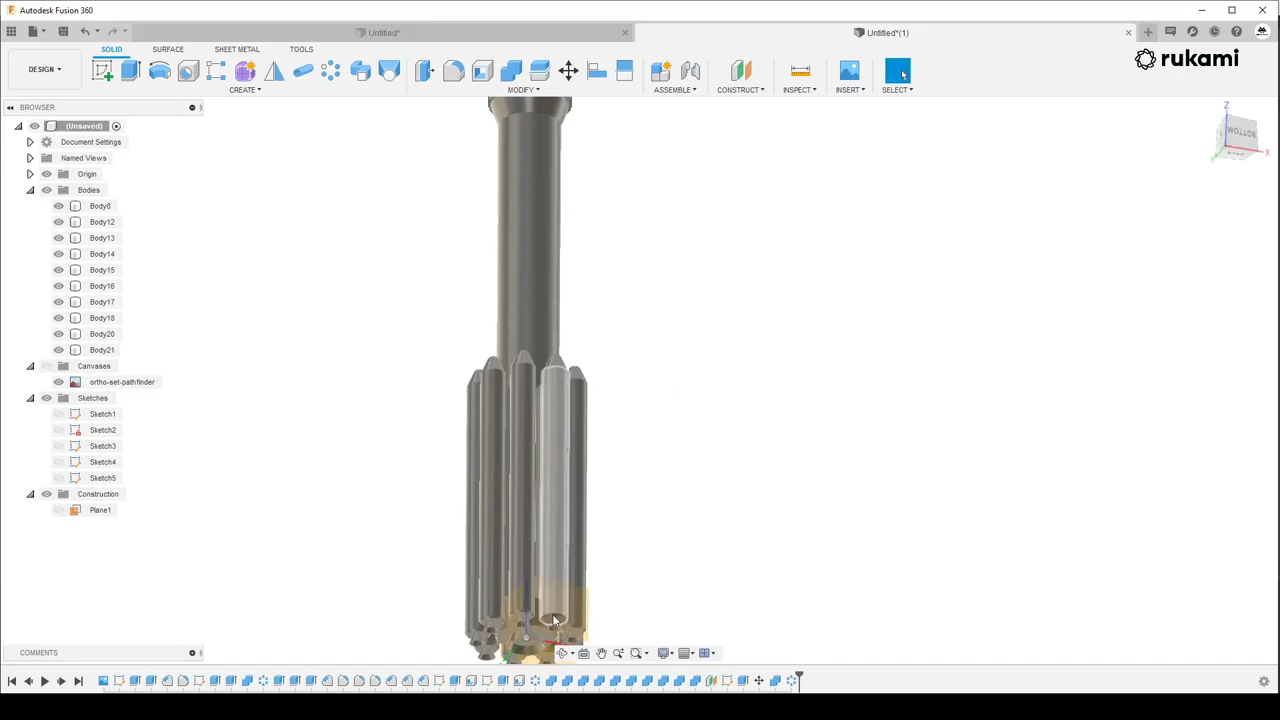 Autodesk Fusion 360
Untitled*
Untitled*(1)
DESIGN
SOLID
SURFACE
SHEET METAL
TOOLS
CREATE
MODIFY
ASSEMBLE
CONSTRUCT
INSPECT
INSERT
SELECT
rukami
BROWSER
(Unsaved)
Document Settings
Named Views
Origin
Bodies
Body8
Body12
Body13
Body14
Body15
Body16
Body17
Body18
Body20
Body21
Canvases
ortho-set-pathfinder
Sketches
Sketch1
Sketch2
Sketch3
Sketch4
Sketch5
Construction
Plane1
Z
BOTTOM
X
COMMENTS